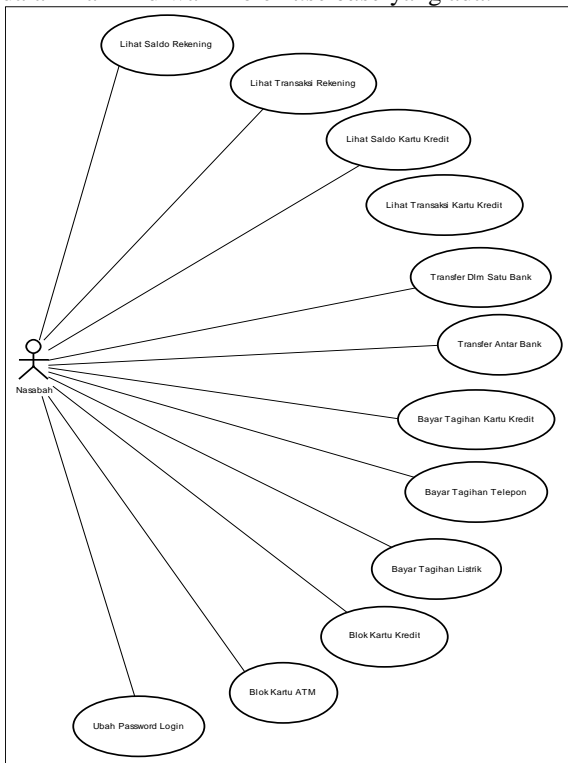 Lihat Saldo Rekening
Lihat Transaksi Rekening
Lihat Saldo Kartu Kredit
Lihat Transaksi Kartu Kredit
Transfer Dlm Satu Bank
Transfer Antar Bank
Nasabah
Bayar Tagihan Kartu Kredit
Bayar Tagihan Telepon
Bayar Tagihan Listrik
Blok Kartu Kredit
Blok Kartu ATM
Ubah Password Login